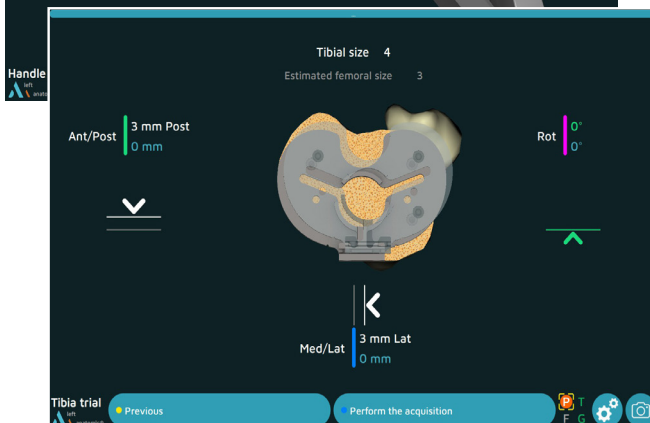 Handle
left
Tibial size 4
Estimated femoral size 3
Ant/Post
3 mm Post
0 mm
Rot
0°
0°
Med/Lat
3 mm Lat
0 mm
Tibia trial
left
Previous
Perform the acquisition
P T
F G